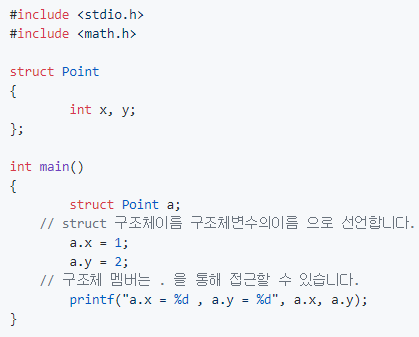 #include <stdio.h>
#include <math.h>
struct Point
{
int x, y;
};
int main()
{
struct Point a;
// struct 구조체이름 구조체변수의이름 으로 선언합니다.
a.x = 1;
a.y = 2;
// 구조체 멤버는 . 을 통해 접근할 수 있습니다.
printf("a.x = %d , a.y = %d", a.x, a.y);
}